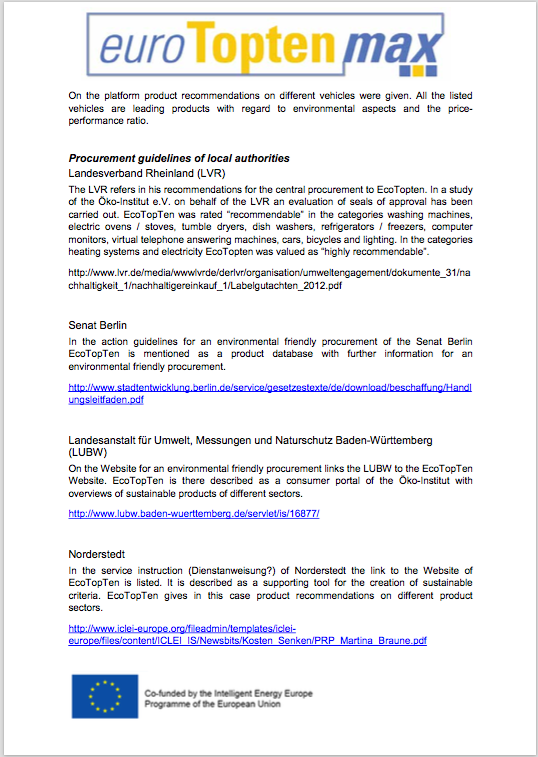 euroTopten max
On the platform product recommendations on different vehicles were given. All the listed
vehicles are leading products with regard to environmental aspects and the price-
performance ratio.
Procurement guidelines of local authorities
Landesverband Rheinland (LVR)
The LVR refers in his recommendations for the central procurement to EcoTopten. In a study
of the Öko-Institut e.V. on behalf of the LVR an evaluation of seals of approval has been
carried out. EcoTopTen was rated “recommendable” in the categories washing machines,
electric ovens / stoves, tumble dryers, dish washers, refrigerators / freezers, computer
monitors, virtual telephone answering machines, cars, bicycles and lighting. In the categories
heating systems and electricity EcoTopten was valued as “highly recommendable”.
http://www.lvr.de/media/wwwlvrde/derlvr/organisation/umweltengagement/dokumente_31/na
chhaltigkeit_1/nachhaltigereinkauf_1/Labelgutachten_2012.pdf
Senat Berlin
In the action guidelines for an environmental friendly procurement of the Senat Berlin
EcoTopTen is mentioned as a product database with further information for an
environmental friendly procurement.
http://www.stadtentwicklung.berlin.de/service/gesetzestexte/de/download/beschaffung/Handl
ungsleitfaden.pdf
Landesanstalt für Umwelt, Messungen und Naturschutz Baden-Württemberg
(LUBW)
On the Website for an environmental friendly procurement links the LUBW to the EcoTopTen
Website. EcoTopTen is there described as a consumer portal of the Öko-Institut with
overviews of sustainable products of different sectors.
http://www.lubw.baden-wuerttemberg.de/servlet/is/16877/
Norderstedt
In the service instruction (Dienstanweisung?) of Norderstedt the link to the Website of
EcoTopTen is listed. It is described as a supporting tool for the creation of sustainable
criteria. EcoTopTen gives in this case product recommendations on different product
sectors.
http://www.iclei-europe.org/fileadmin/templates/iclei-
europe/files/content/ICLEI_IS/Newsbits/Kosten_Senken/PRP_Martina_Braune.pdf
Co-funded by the Intelligent Energy Europe
Programme of the European Union